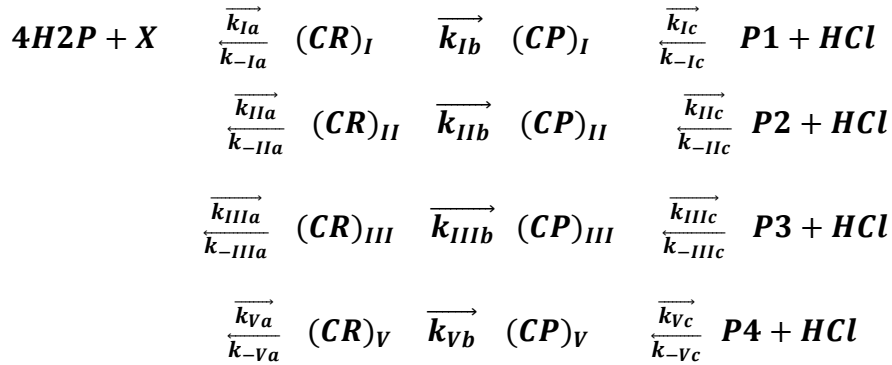 4H2P + X k_Ia k_−Ia (CR)_I k_Ib (CP)_I k_Ic k_−Ic P1 + HCl
k_IIa k_−IIa (CR)_II k_IIb (CP)_II k_IIc k_−IIc P2 + HCl
k_IIIa k_−IIIa (CR)_III k_IIIb (CP)_III k_IIIc k_−IIIc P3 + HCl
k_Va k_−Va (CR)_V k_Vb (CP)_V k_Vc k_−Vc P4 + HCl